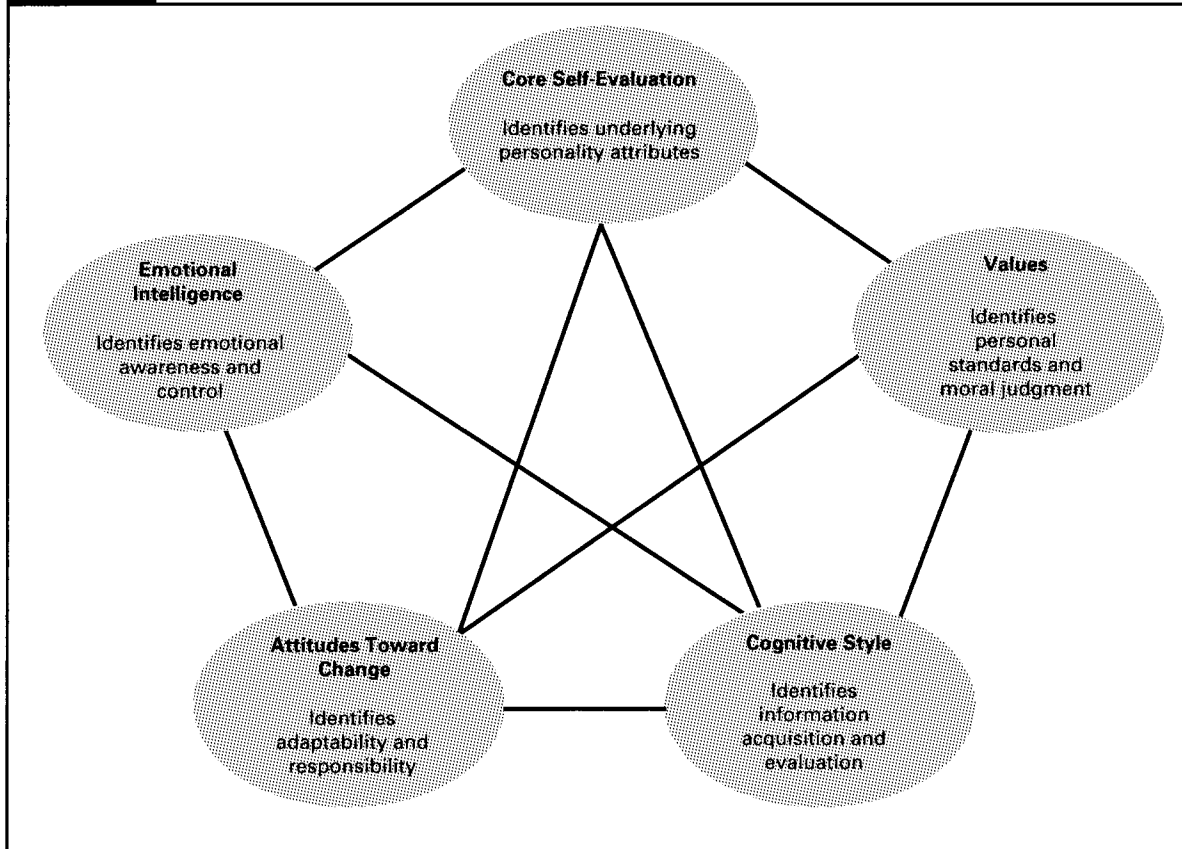 Core Self-Evaluation
Identifies underlying
personality attributes
Emotional
Intelligence
Identifies emotional
awareness and
control
Values
Identifies
personal
standards and
moral judgment
Attitudes Toward
Change
Identifies
adaptability and
responsibility
Cognitive Style
Identifies
information
acquisition and
evaluation